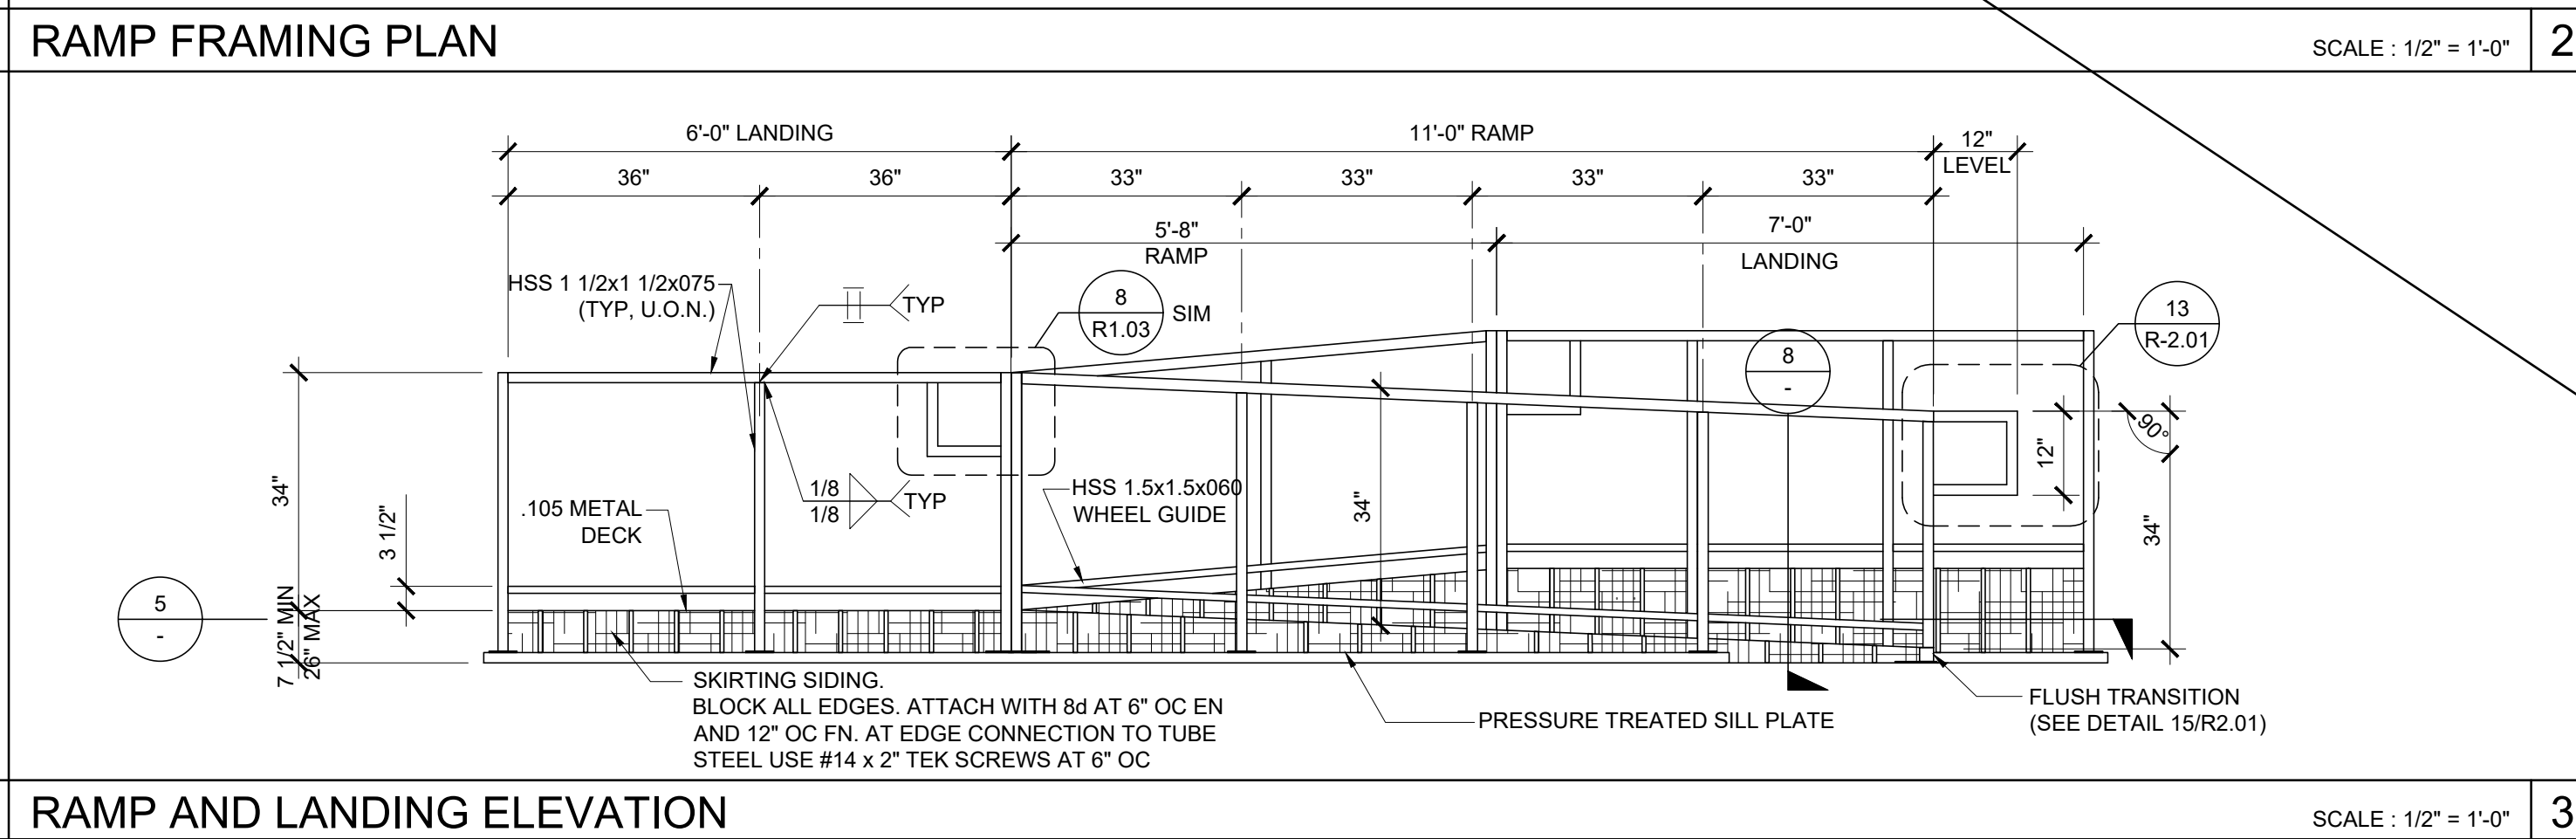 RAMP FRAMING PLAN
SCALE : 1/2" = 1'-0"
2
6'-0" LANDING
11'-0" RAMP
12"
LEVEL
36"
36"
33"
33"
33"
33"
5'-8"
RAMP
7'-0"
LANDING
HSS 1 1/2x1 1/2x075
(TYP, U.O.N.)
TYP
8
R1.03
SIM
8
-
13
R-2.01
90°
12"
34"
34"
3 1/2"
.105 METAL
DECK
1/8
1/8
TYP
HSS 1.5x1.5x060
WHEEL GUIDE
34"
5
-
7 1/2" MIN
26" MAX
SKIRTING SIDING.
BLOCK ALL EDGES. ATTACH WITH 8d AT 6" OC EN
AND 12" OC FN. AT EDGE CONNECTION TO TUBE
STEEL USE #14 x 2" TEK SCREWS AT 6" OC
PRESSURE TREATED SILL PLATE
FLUSH TRANSITION
(SEE DETAIL 15/R2.01)
RAMP AND LANDING ELEVATION
SCALE : 1/2" = 1'-0"
3